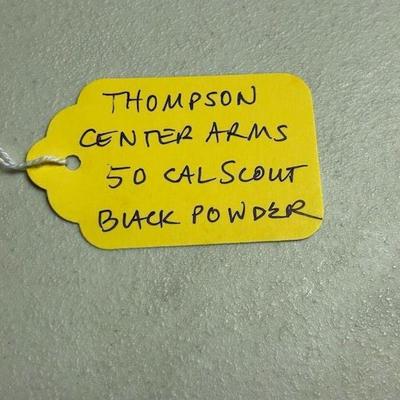 THOMPSON
CENTER ARMS
50 CAL SCOUT
BLACK POWDER